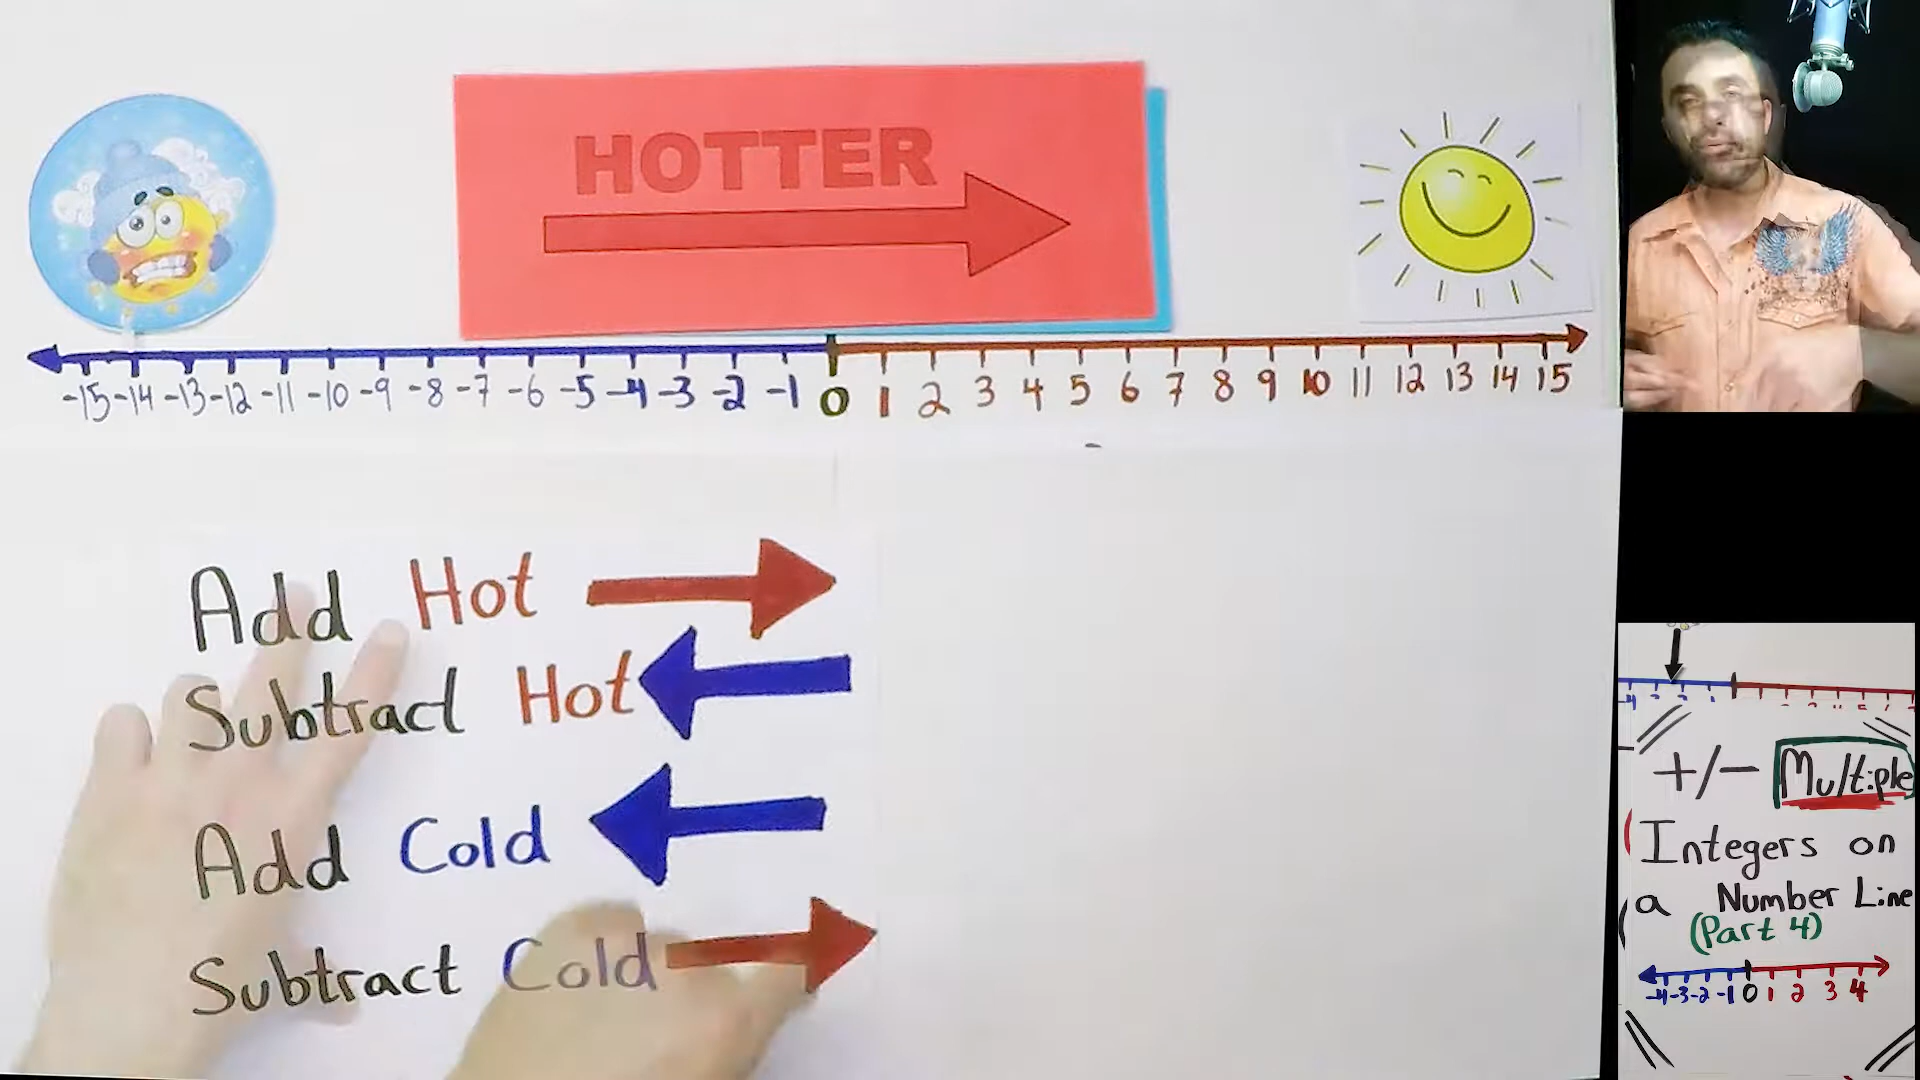 HOTTER
-15 -14 -13 -12 -11 -10 -9 -8 -7 -6 -5 -4 -3 -2 -1 0 1 2 3 4 5 6 7 8 9 10 11 12 13 14 15
Add Hot
Subtract Hot
Add Cold
Subtract Cold
+/- Multiple
Integers on
a Number Line
(Part 4)
-4 -3 -2 -1 0 1 2 3 4